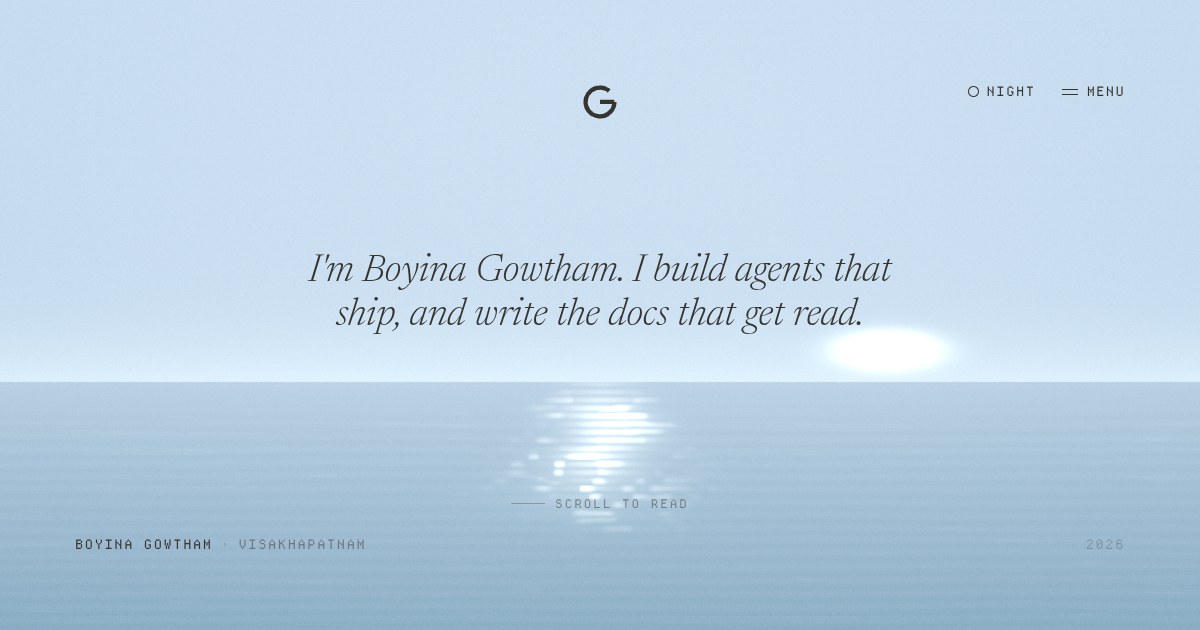 G
NIGHT
MENU
I'm Boyina Gowtham. I build agents that
ship, and write the docs that get read.
SCROLL TO READ
BOYINA GOWTHAM · VISAKHAPATNAM
2026